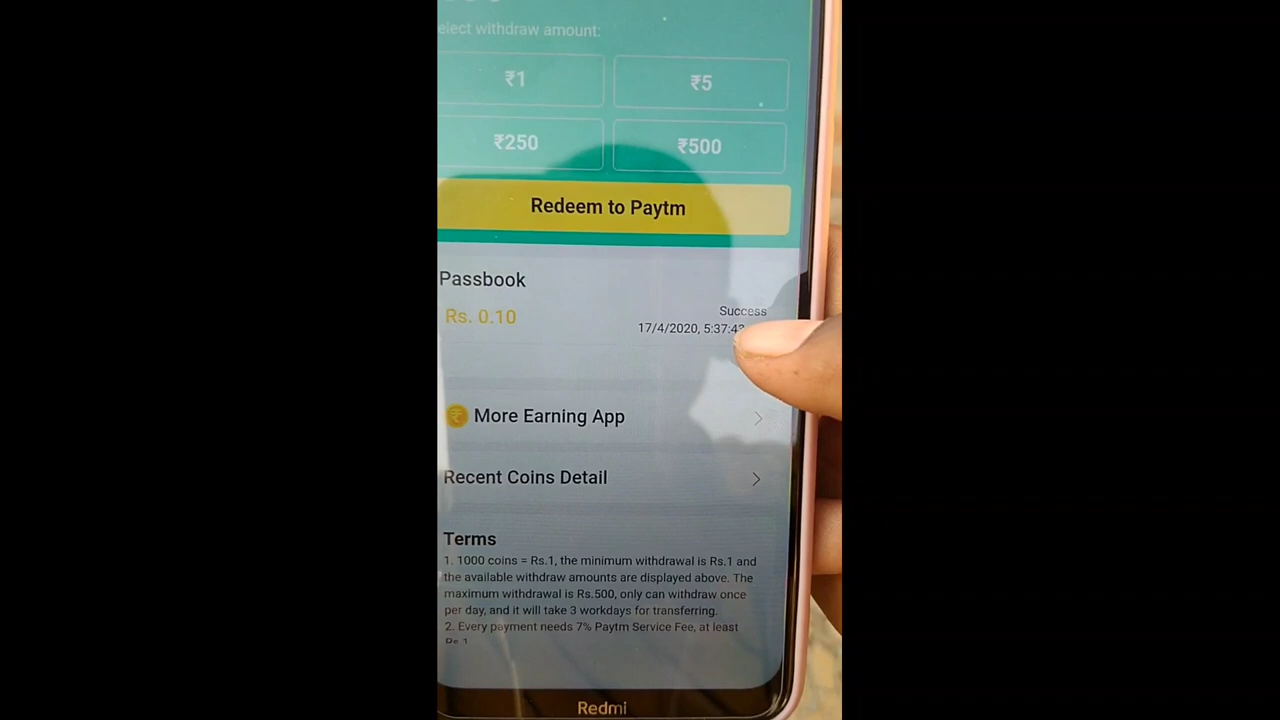 elect withdraw amount:
₹1
₹5
₹250
₹500
Redeem to Paytm
Passbook
Rs. 0.10
Success
17/4/2020, 5:37:43
More Earning App
Recent Coins Detail
Terms
1. 1000 coins = Rs.1, the minimum withdrawal is Rs.1 and
the available withdraw amounts are displayed above. The
maximum withdrawal is Rs.500, only can withdraw once
per day, and it will take 3 workdays for transferring.
2. Every payment needs 7% Paytm Service Fee, at least
Redmi